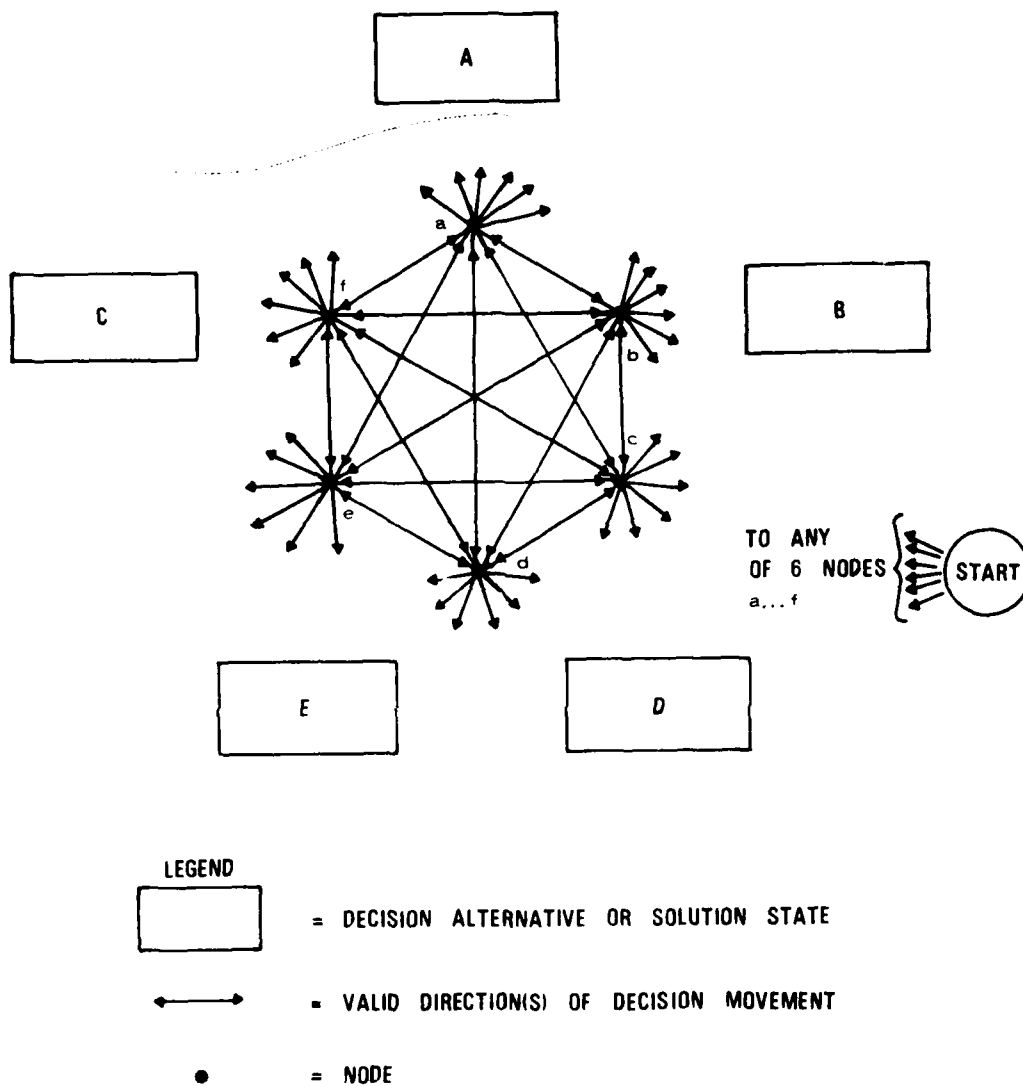 A
a
f
C
B
b
c
e
d
TO ANY
OF 6 NODES
a...f
START
E
D
LEGEND
= DECISION ALTERNATIVE OR SOLUTION STATE
= VALID DIRECTION(S) OF DECISION MOVEMENT
= NODE